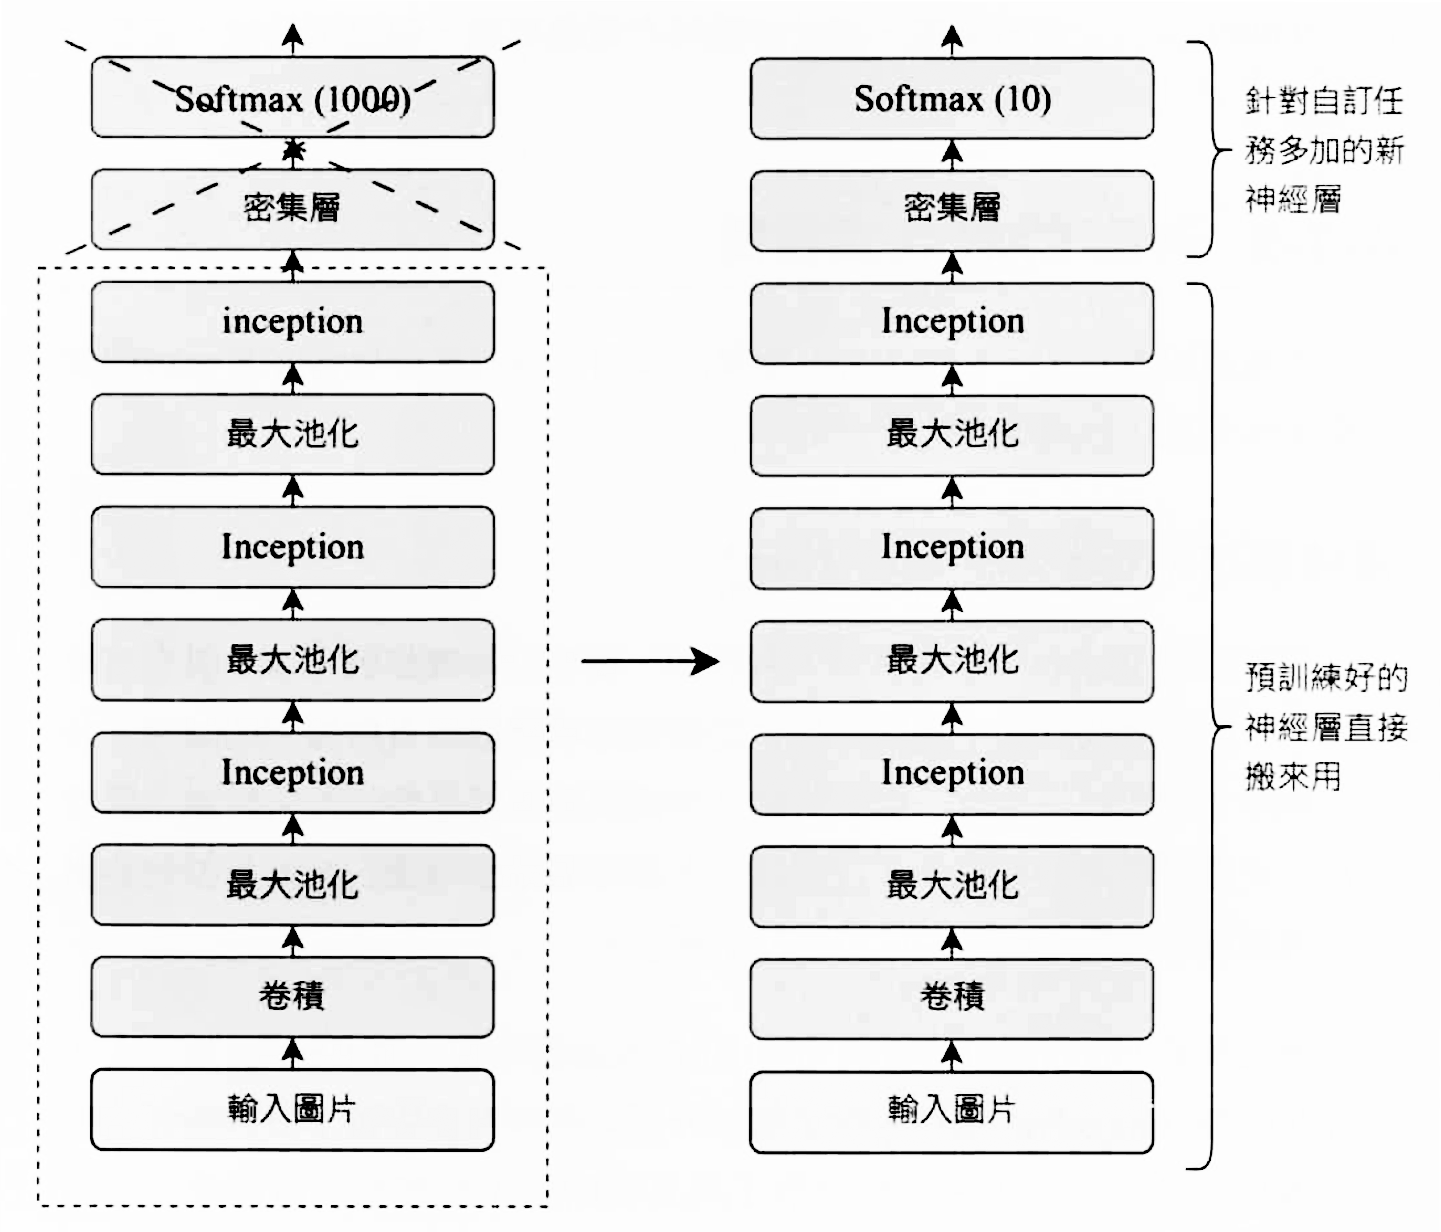 Softmax (1000)
密集層
inception
最大池化
Inception
最大池化
Inception
最大池化
卷積
輸入圖片
Softmax (10)
密集層
Inception
最大池化
Inception
最大池化
Inception
最大池化
卷積
輸入圖片
針對自訂任
務多加的新
神經層
預訓練好的
神經層直接
搬來用